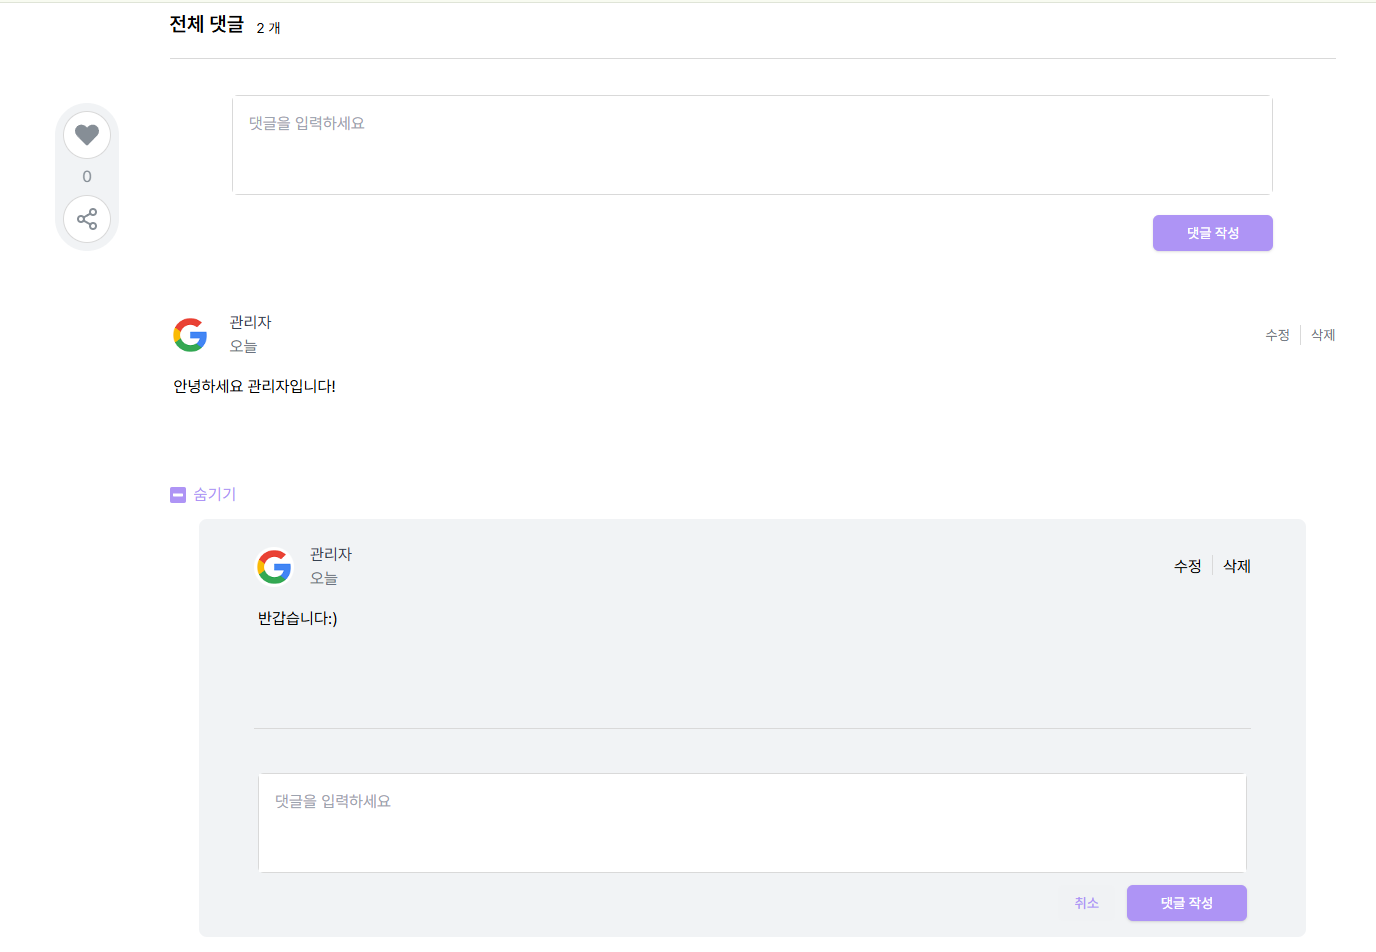 전체 댓글 2 개
댓글을 입력하세요
0
댓글 작성
관리자
오늘
수정 삭제
안녕하세요 관리자입니다!
숨기기
관리자
오늘
수정 삭제
반갑습니다:)
댓글을 입력하세요
취소 댓글 작성